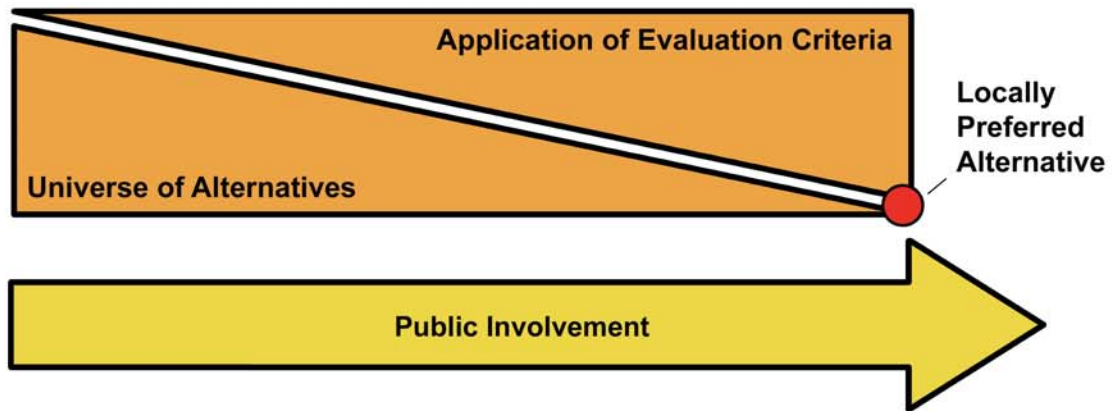 Application of Evaluation Criteria
Locally
Preferred
Alternative
Universe of Alternatives
Public Involvement